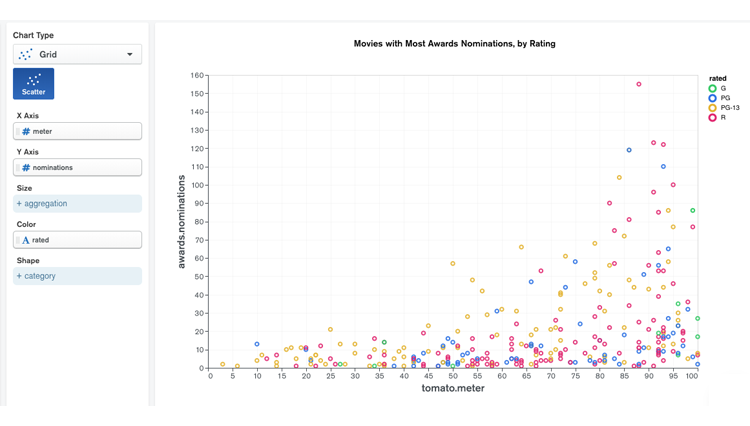 Chart Type
Grid
Scatter
X Axis
# meter
Y Axis
# nominations
Size
+ aggregation
Color
A rated
Shape
+ category
Movies with Most Awards Nominations, by Rating
awards.nominations
160
150
140
130
120
110
100
90
80
70
60
50
40
30
20
10
0
0 5 10 15 20 25 30 35 40 45 50 55 60 65 70 75 80 85 90 95 100
tomato.meter
rated
G
PG
PG-13
R